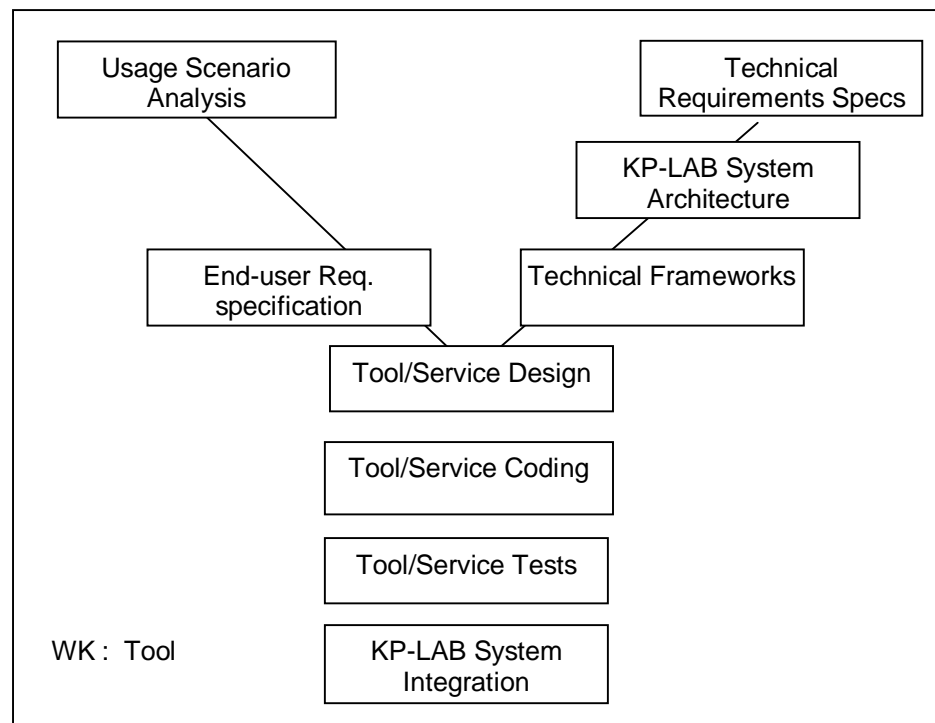 Usage Scenario
Analysis
Technical
Requirements Specs
KP-LAB System
Architecture
End-user Req.
specification
Technical Frameworks
Tool/Service Design
Tool/Service Coding
Tool/Service Tests
WK : Tool
KP-LAB System
Integration